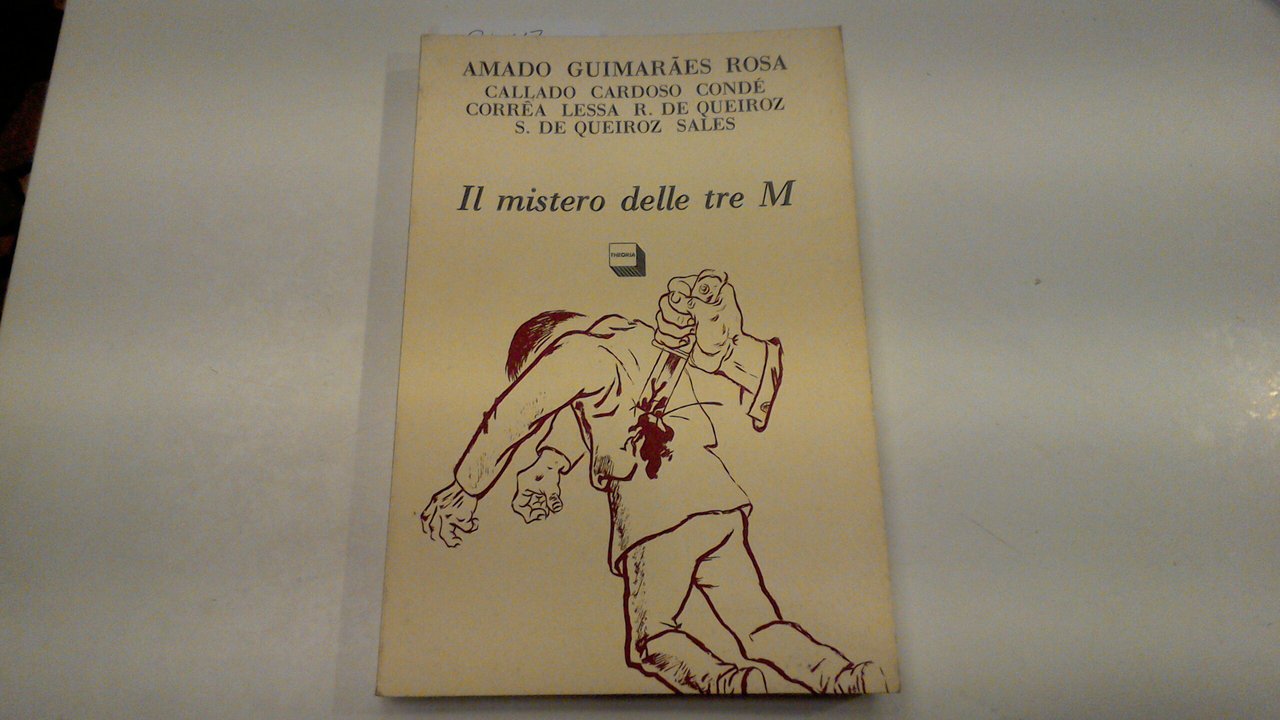 AMADO GUIMARÃES ROSA
CALLADO CARDOSO CONDÉ
CORRÊA LESSA R. DE QUEIROZ
S. DE QUEIROZ SALES
Il mistero delle tre M
THEORIA